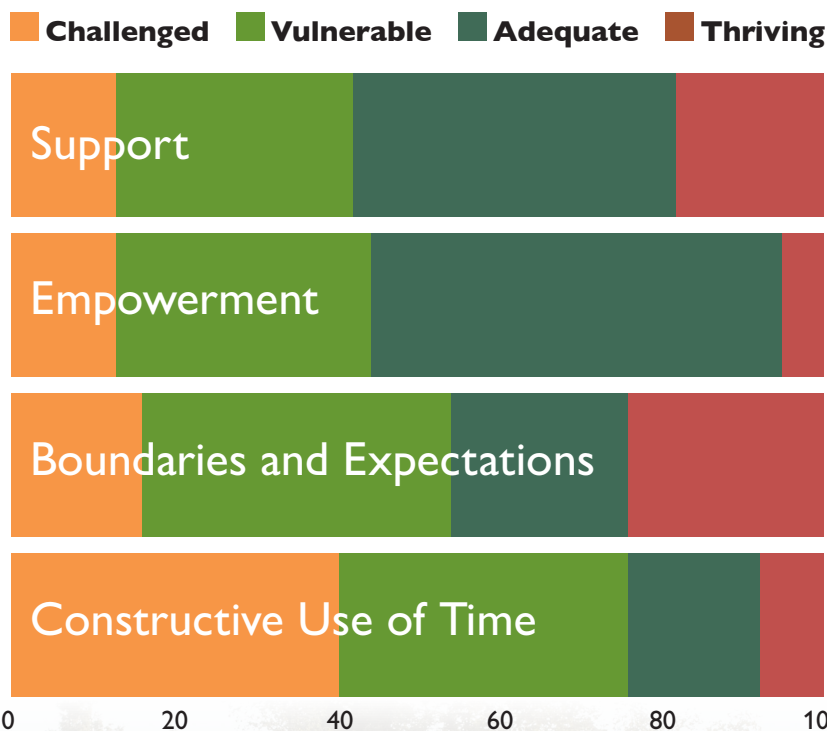 Challenged Vulnerable Adequate Thriving
Support
Empowerment
Boundaries and Expectations
Constructive Use of Time
0 20 40 60 80 10